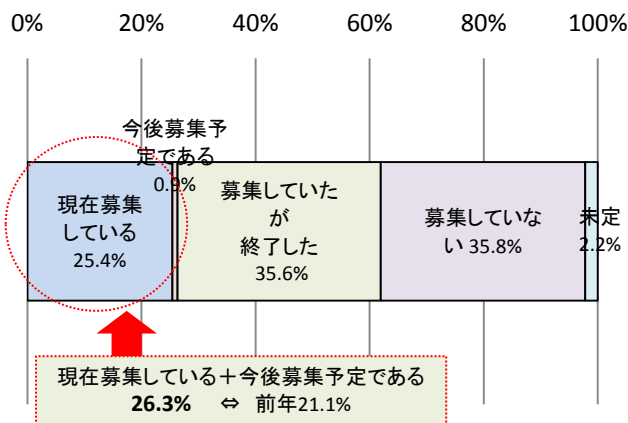 0% 20% 40% 60% 80% 100%
今後募集予
定である
0.9%
現在募集
している
25.4%
募集していた
が
終了した
35.6%
募集していな
い 35.8%
未定
2.2%
現在募集している＋今後募集予定である
26.3% ⇔ 前年21.1%